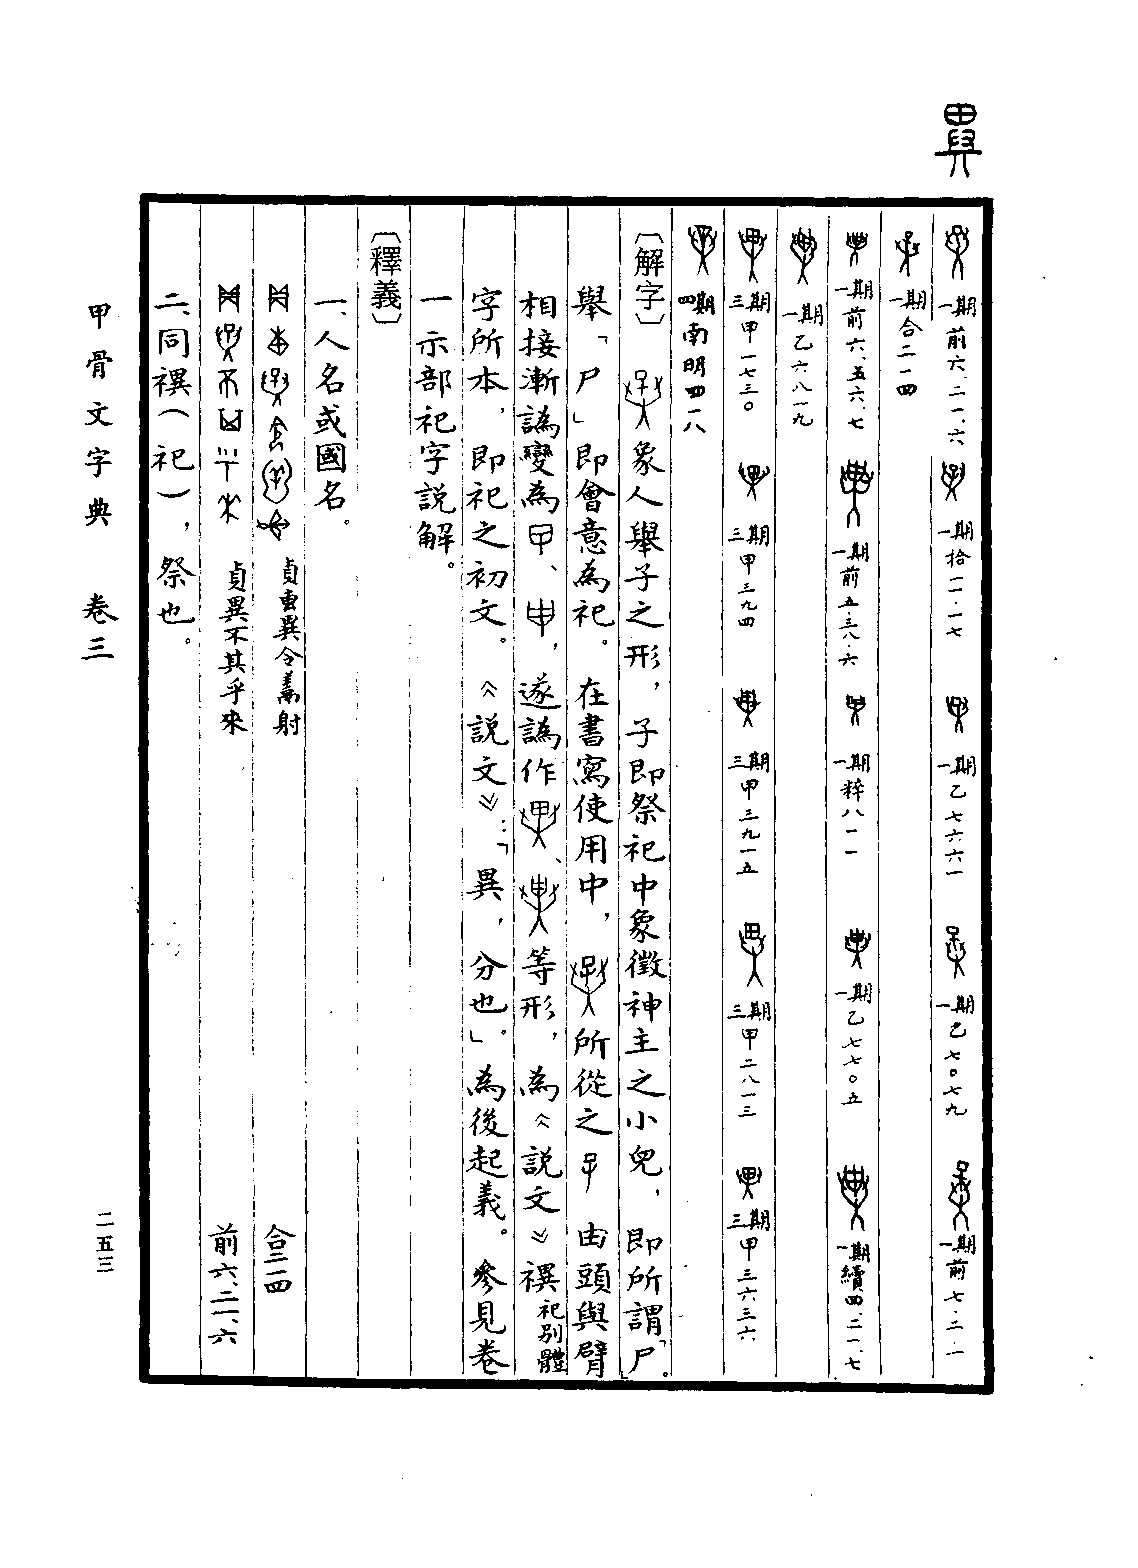 異
一期前六.二一.六
一期拾一一.一七
一期乙七六六一
一期乙七〇七九
一期前七.二.一
一期合二一四
一期前六.五六.七
一期前五.三八.六
一期粹八一一
一期乙七七〇五
一期續四.二一.七
一期乙六八一九
三期甲一七三〇
三期甲三九四
三期甲三九一五
三期甲二八一三
三期甲三六三六
四期南明四一八
〔解字〕象人舉子之形，子即祭祀中象徵神主之小兒，即所謂「尸」。
舉「尸」即會意為祀。在書寫使用中，所從之由頭與臂
相接漸譌變為、，遂譌作、等形，為《說文》禩祀別體
字所本，即祀之初文。《說文》：「異，分也」。為後起義。參見卷
一示部祀字說解。
〔釋義〕
一、人名或國名。
貞叀異令射 合二一四
貞異不其乎來 前六.二一.六
二、同禩(祀)，祭也。
甲骨文字典 卷三
二五三